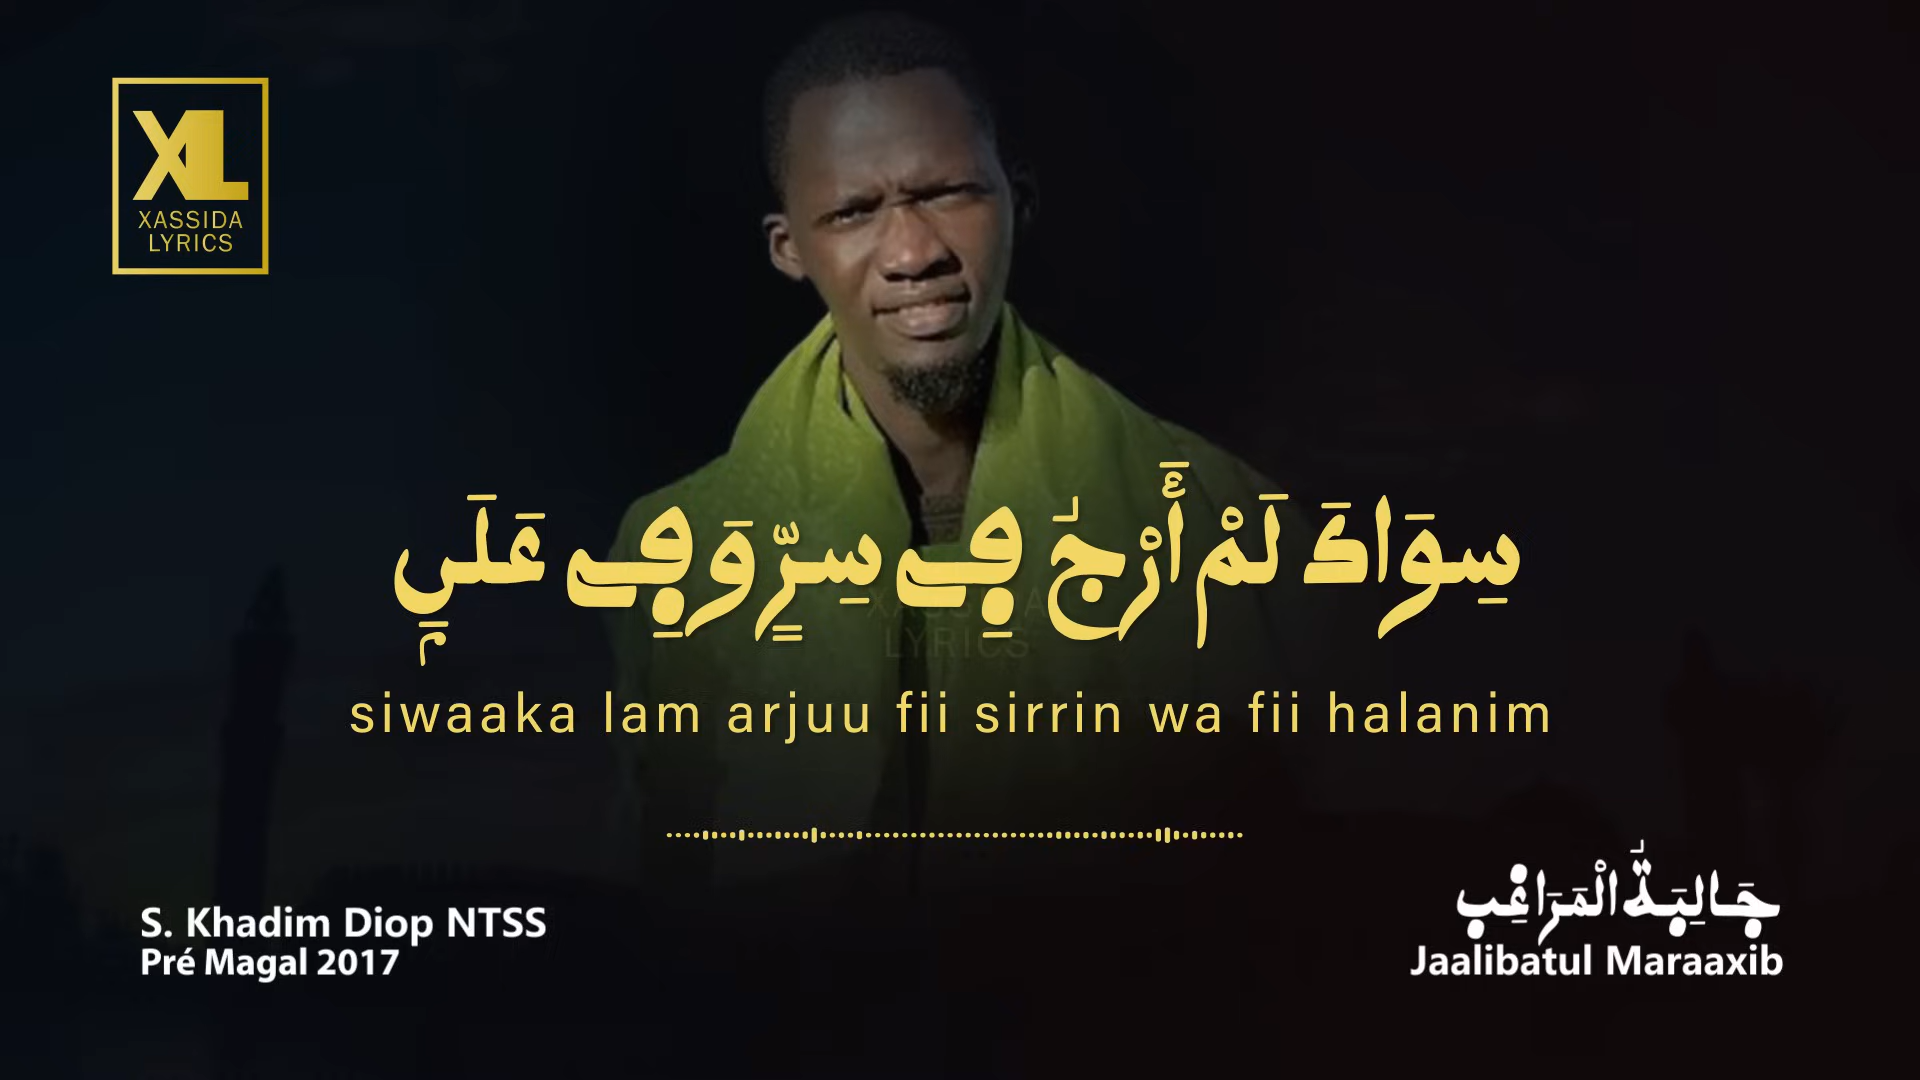 XL
XASSIDA
LYRICS
سِوَاكَ لَمْ أَرْجُ فِي سِرٍّ وَفِي عَلَنٍ
siwaaka lam arjuu fii sirrin wa fii halanim
S. Khadim Diop NTSS
Pré Magal 2017
جَالِبَةُ الْمَرَاغِبِ
Jaalibatul Maraaxib